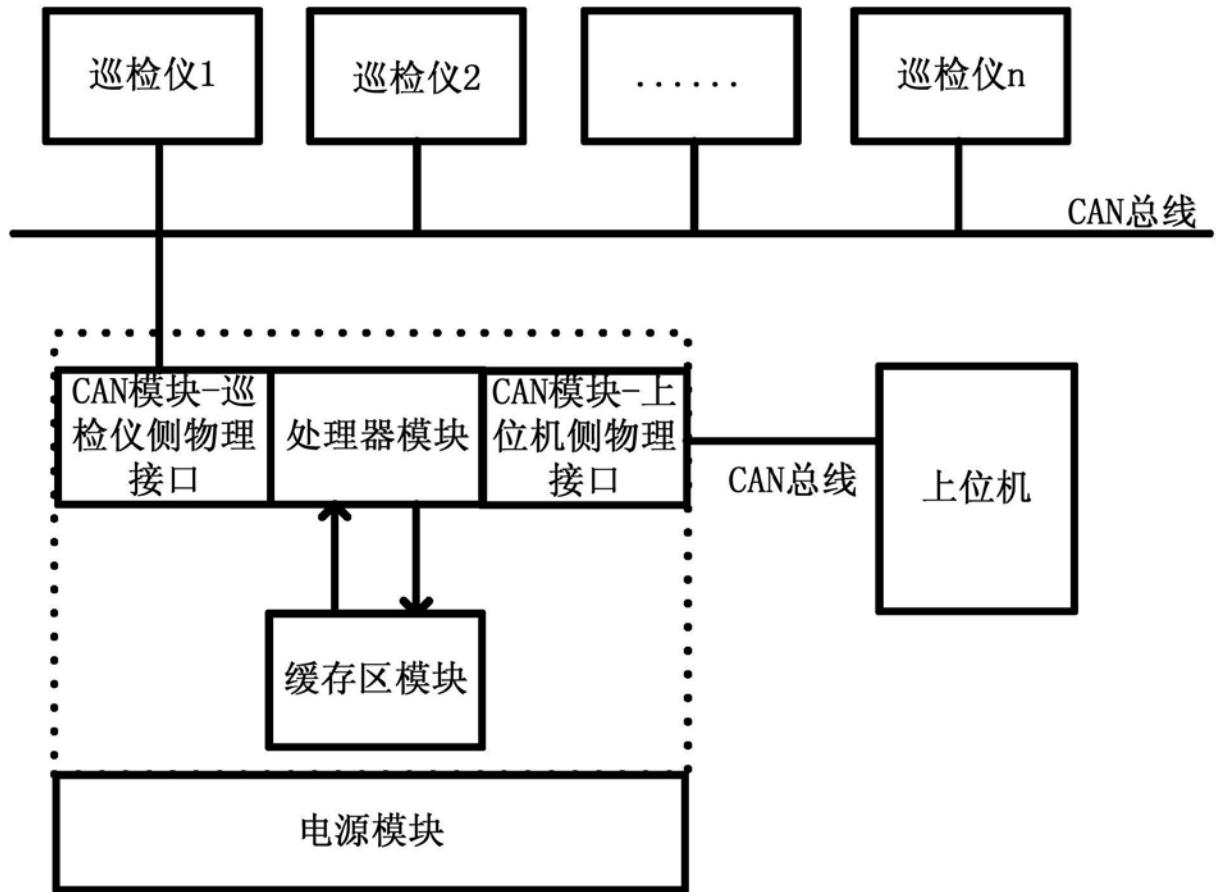 巡检仪1
巡检仪2
......
巡检仪n
CAN总线
CAN模块-巡
检仪侧物理
接口
处理器模块
CAN模块-上
位机侧物理
接口
CAN总线
上位机
缓存区模块
电源模块